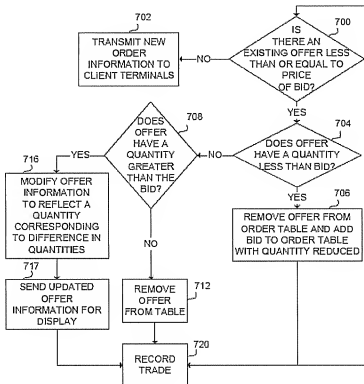 702
TRANSMIT NEW
ORDER
INFORMATION TO
CLIENT TERMINALS
NO
700
IS
THERE AN
EXISTING OFFER LESS
THAN OR EQUAL TO
PRICE
OF BID?
YES
704
DOES OFFER
HAVE A QUANTITY
LESS THAN BID?
NO
708
DOES
OFFER
HAVE A
QUANTITY
GREATER
THAN THE
BID?
YES
716
MODIFY OFFER
INFORMATION
TO REFLECT A
QUANTITY
CORRESPONDING
TO DIFFERENCE IN
QUANTITIES
YES
706
REMOVE OFFER FROM
ORDER TABLE AND ADD
BID TO ORDER TABLE
WITH QUANTITY REDUCED
NO
717
SEND UPDATED
OFFER
INFORMATION FOR
DISPLAY
712
REMOVE
OFFER
FROM TABLE
720
RECORD
TRADE